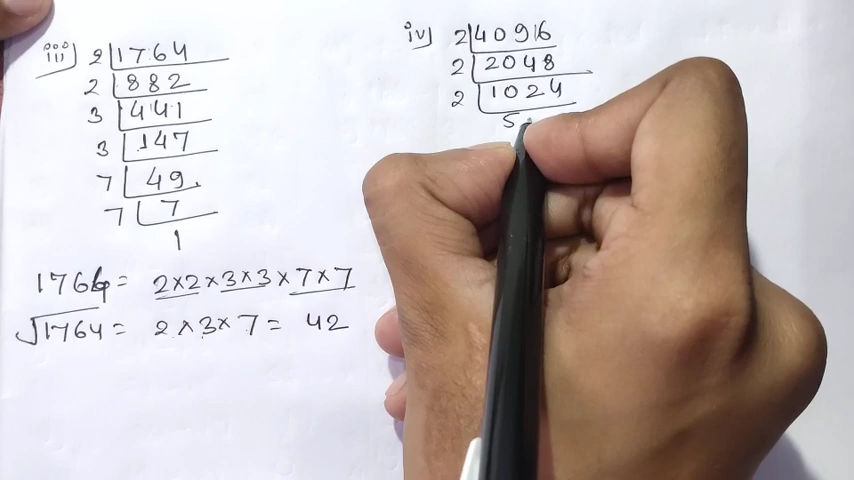 iii) 2 | 1764
2 | 882
3 | 441
3 | 147
7 | 49
7 | 7
1
1764 = 2×2×3×3×7×7
√1764 = 2×3×7 = 42
iv) 2 | 4096
2 | 2048
2 | 1024
5